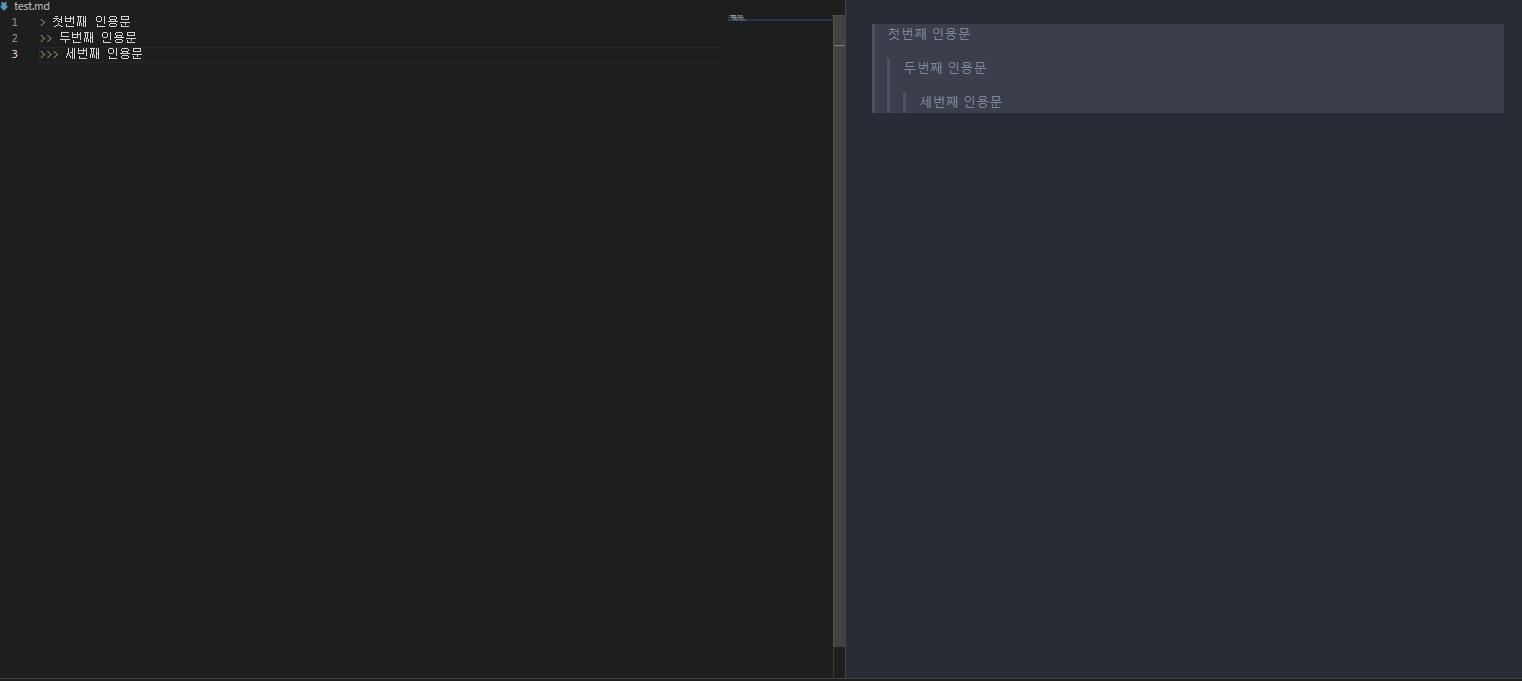 test.md
1 > 첫번째 인용문
2 >> 두번째 인용문
3 >>> 세번째 인용문
첫번째 인용문
두번째 인용문
세번째 인용문